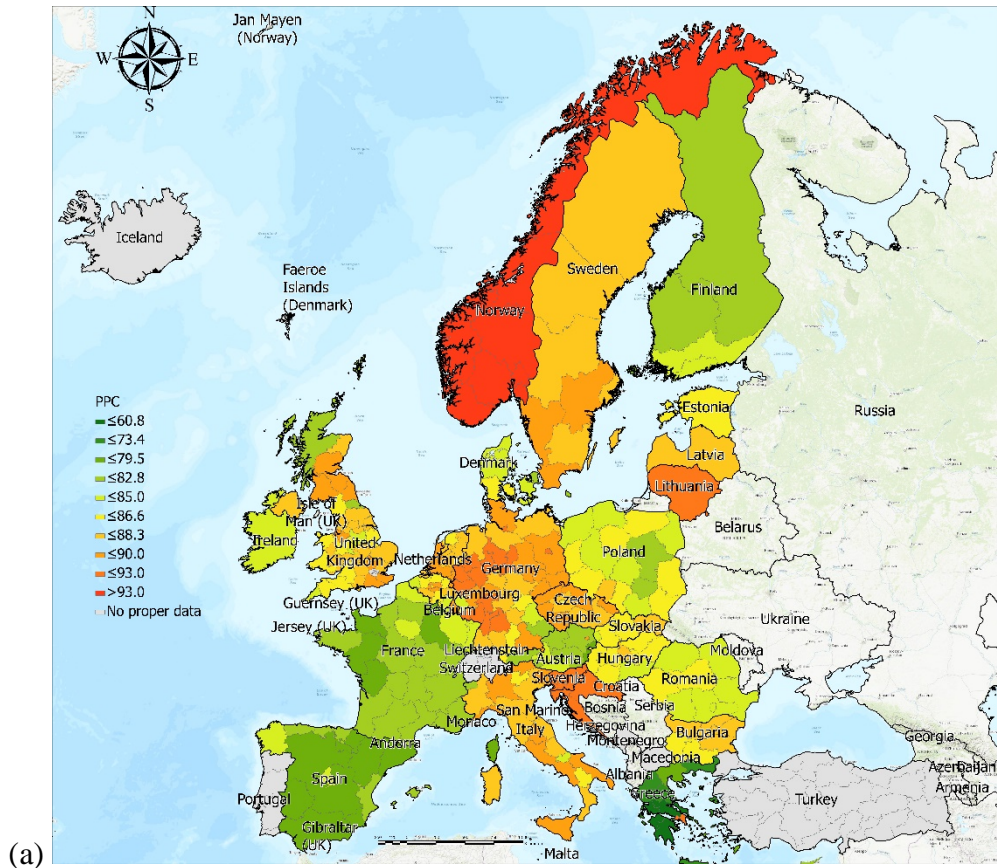 Jan Mayen
(Norway)
N
W E
S
Iceland
Faeroe
Islands
(Denmark)
Norway
Sweden
Finland
Russia
PPC
≤60.8
≤73.4
≤79.5
≤82.8
≤85.0
≤86.6
≤88.3
≤90.0
≤93.0
>93.0
No proper data
Estonia
Latvia
Lithuania
Denmark
Belarus
Isle of
Man (UK)
Ireland
United
Kingdom
Netherlands
Germany
Poland
Guernsey (UK)
Luxembourg
Belgium
Czech
Republic
Ukraine
Jersey (UK)
Slovakia
France
Liechtenstein
Switzerland
Austria
Hungary
Moldova
Slovenia
Croatia
Romania
San Marino
Bosnia
Herzegovina
Serbia
Monaco
Italy
Montenegro
Bulgaria
Andorra
Macedonia
Georgia
Albania
Azerbaijan
Armenia
Spain
Portugal
Greece
Turkey
Gibraltar
(UK)
Malta
(a)